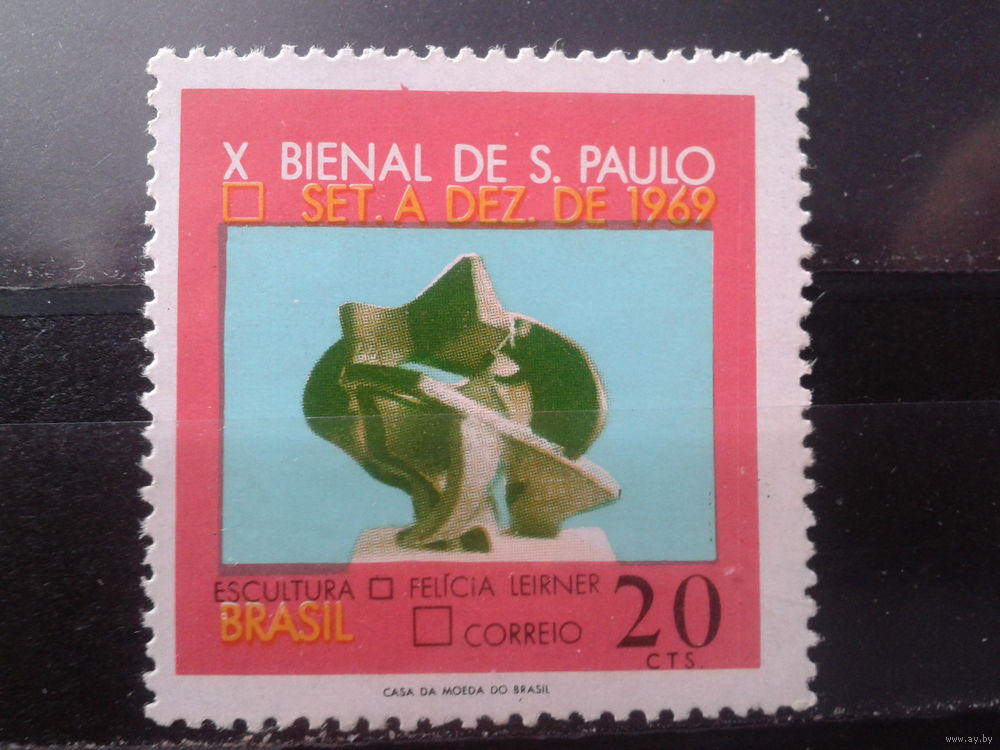 X BIENAL DE S. PAULO
SET. A DEZ. DE 1969
ESCULTURA FELÍCIA LEIRNER
BRASIL CORREIO 20
CTS.
CASA DA MOEDA DO BRASIL
www.ay.by